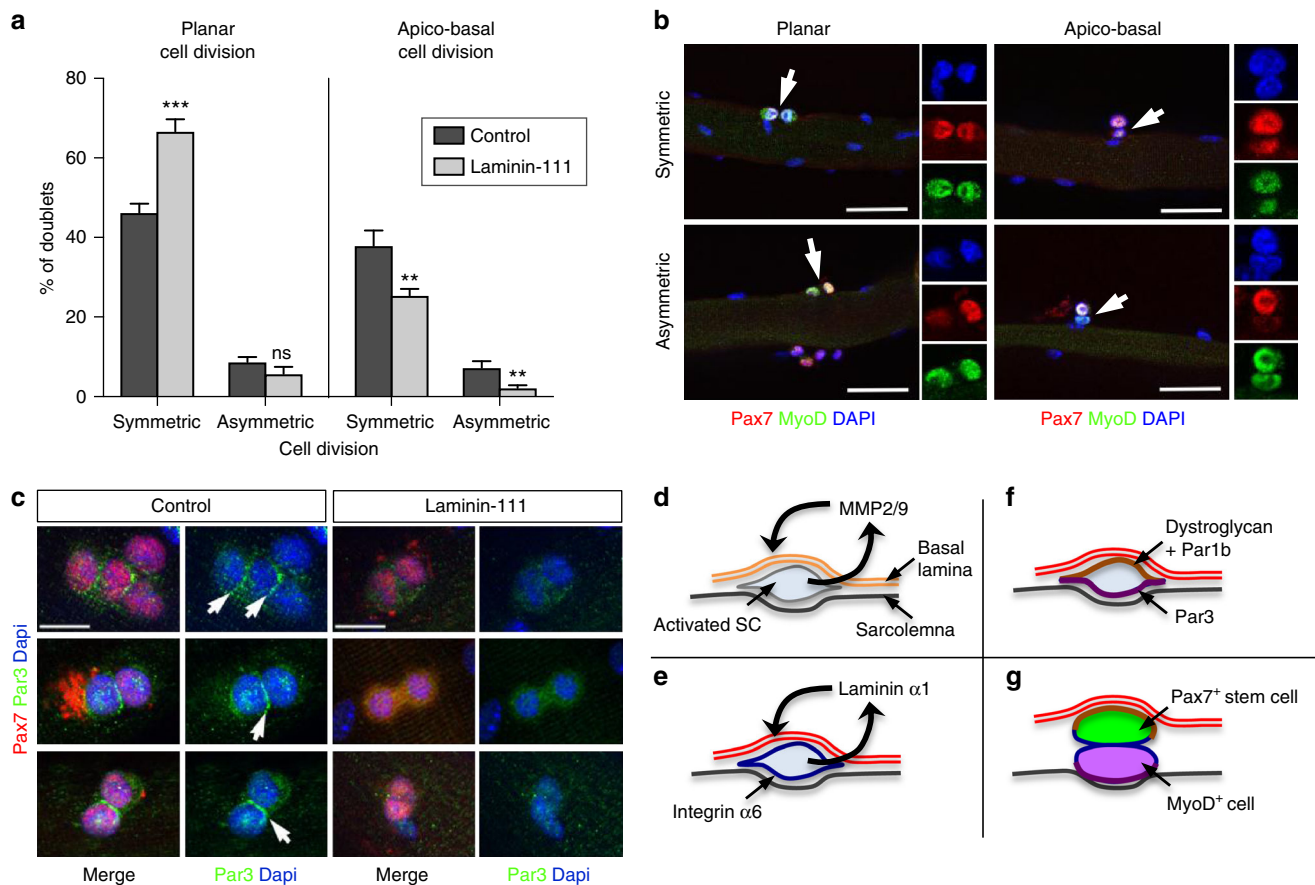 a
Planar
cell division
Apico-basal
cell division
% of doublets
80
60
40
20
0
***
ns
**
**
Control
Laminin-111
Symmetric
Asymmetric
Symmetric
Asymmetric
Cell division
b
Planar
Apico-basal
Symmetric
Asymmetric
Pax7 MyoD DAPI
Pax7 MyoD DAPI
c
Control
Laminin-111
Pax7 Par3 Dapi
Merge
Par3 Dapi
Merge
Par3 Dapi
d
MMP2/9
Basal
lamina
Activated SC
Sarcolemna
e
Laminin α1
Integrin α6
f
Dystroglycan
+ Par1b
Par3
g
Pax7+ stem cell
MyoD+ cell